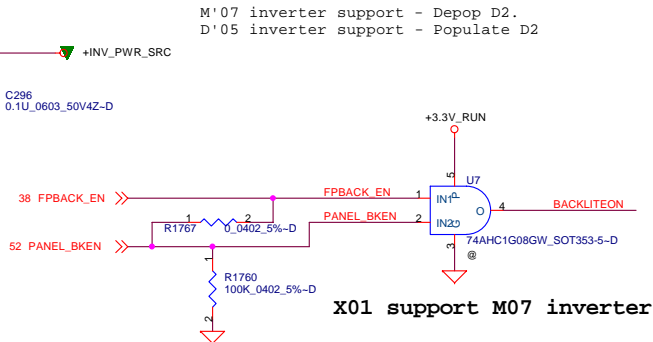 M'07 inverter support - Depop D2.
D'05 inverter support - Populate D2
+INV_PWR_SRC
C296
0.1U_0603_50V4Z~D
+3.3V_RUN
5
U7
38 FPBACK_EN
FPBACK_EN
1
IN1
P
O
4
BACKLITEON
1
2
R1767
0_0402_5%~D
PANEL_BKEN
2
IN2
G
52 PANEL_BKEN
3
74AHC1G08GW_SOT353-5~D
@
1
R1760
100K_0402_5%~D
2
X01 support M07 inverter